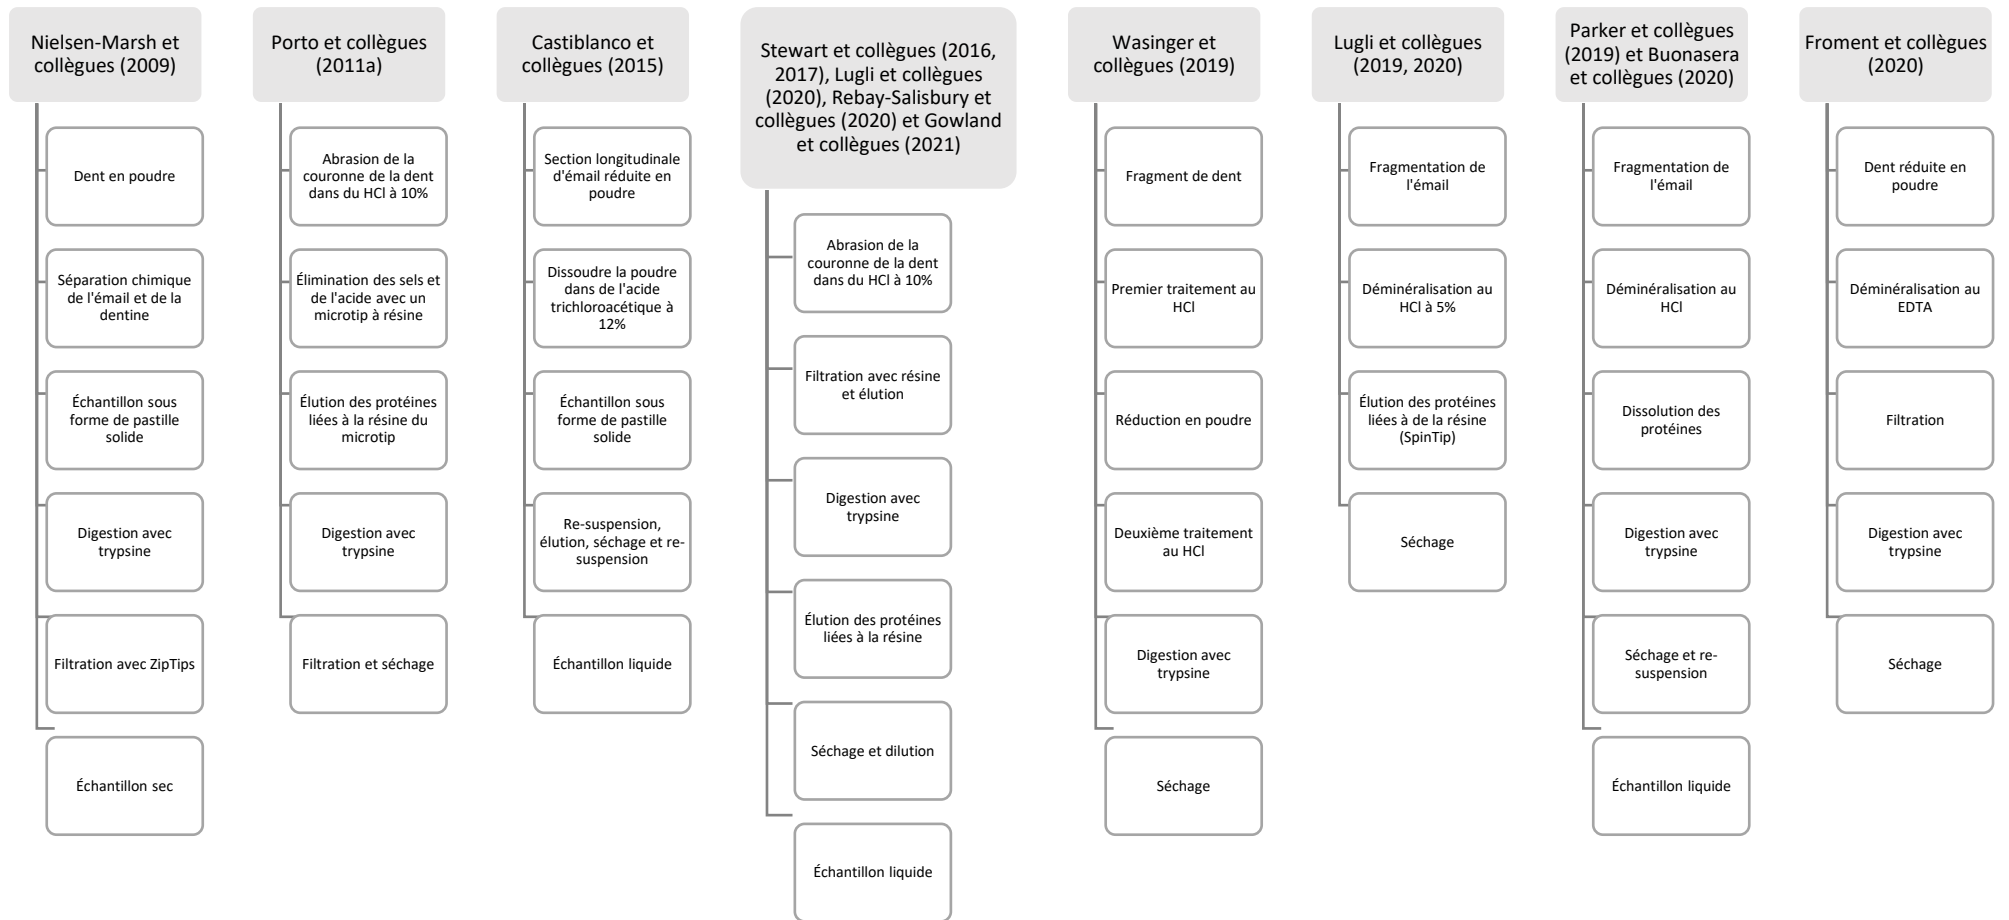 Nielsen-Marsh et
collègues (2009)
Dent en poudre
Séparation chimique
de l'émail et de la
dentine
Échantillon sous
forme de pastille
solide
Digestion avec
trypsine
Filtration avec ZipTips
Échantillon sec
Porto et collègues
(2011a)
Abrasion de la
couronne de la dent
dans du HCl à 10%
Élimination des sels et
de l'acide avec un
microtip à résine
Élution des protéines
liées à la résine du
microtip
Digestion avec
trypsine
Filtration et séchage
Castiblanco et
collègues (2015)
Section longitudinale
d'émail réduite en
poudre
Dissoudre la poudre
dans de l'acide
trichloroacétique à
12%
Échantillon sous
forme de pastille
solide
Re-suspension,
élution, séchage et re-
suspension
Échantillon liquide
Stewart et collègues (2016,
2017), Lugli et collègues
(2020), Rebay-Salisbury et
collègues (2020) et Gowland
et collègues (2021)
Abrasion de la
couronne de la dent
dans du HCl à 10%
Filtration avec résine
et élution
Digestion avec
trypsine
Élution des protéines
liées à la résine
Séchage et dilution
Échantillon liquide
Wasinger et
collègues (2019)
Fragment de dent
Premier traitement au
HCl
Réduction en poudre
Deuxième traitement
au HCl
Digestion avec
trypsine
Séchage
Lugli et collègues
(2019, 2020)
Fragmentation de
l'émail
Déminéralisation au
HCl à 5%
Élution des protéines
liées à de la résine
(SpinTip)
Séchage
Parker et collègues
(2019) et Buonasera
et collègues (2020)
Fragmentation de
l'émail
Déminéralisation au
HCl
Dissolution des
protéines
Digestion avec
trypsine
Séchage et re-
suspension
Échantillon liquide
Froment et collègues
(2020)
Dent réduite en
poudre
Déminéralisation au
EDTA
Filtration
Digestion avec
trypsine
Séchage